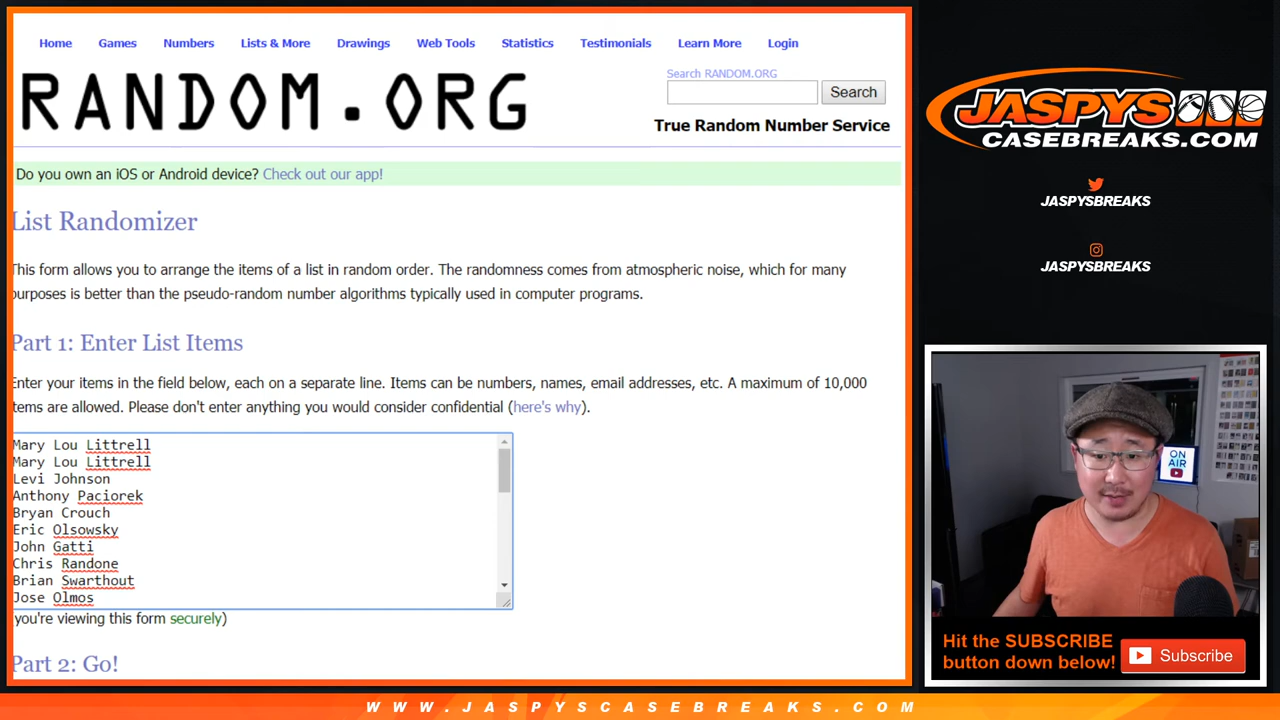 Home Games Numbers Lists & More Drawings Web Tools Statistics Testimonials Learn More Login
RANDOM.ORG
Search RANDOM.ORG
Search
True Random Number Service
Do you own an iOS or Android device? Check out our app!
List Randomizer
This form allows you to arrange the items of a list in random order. The randomness comes from atmospheric noise, which for many
purposes is better than the pseudo-random number algorithms typically used in computer programs.
Part 1: Enter List Items
Enter your items in the field below, each on a separate line. Items can be numbers, names, email addresses, etc. A maximum of 10,000
items are allowed. Please don't enter anything you would consider confidential (here's why).
Mary Lou Littrell
Mary Lou Littrell
Levi Johnson
Anthony Paciorek
Bryan Crouch
Eric Olsowsky
John Gatti
Chris Randone
Brian Swarthout
Jose Olmos
you're viewing this form securely)
Part 2: Go!
JASPYS
CASEBREAKS.COM
JASPYSBREAKS
JASPYSBREAKS
ON
AIR
Hit the SUBSCRIBE
button down below!
Subscribe
WWW.JASPYSCASEBREAKS.COM